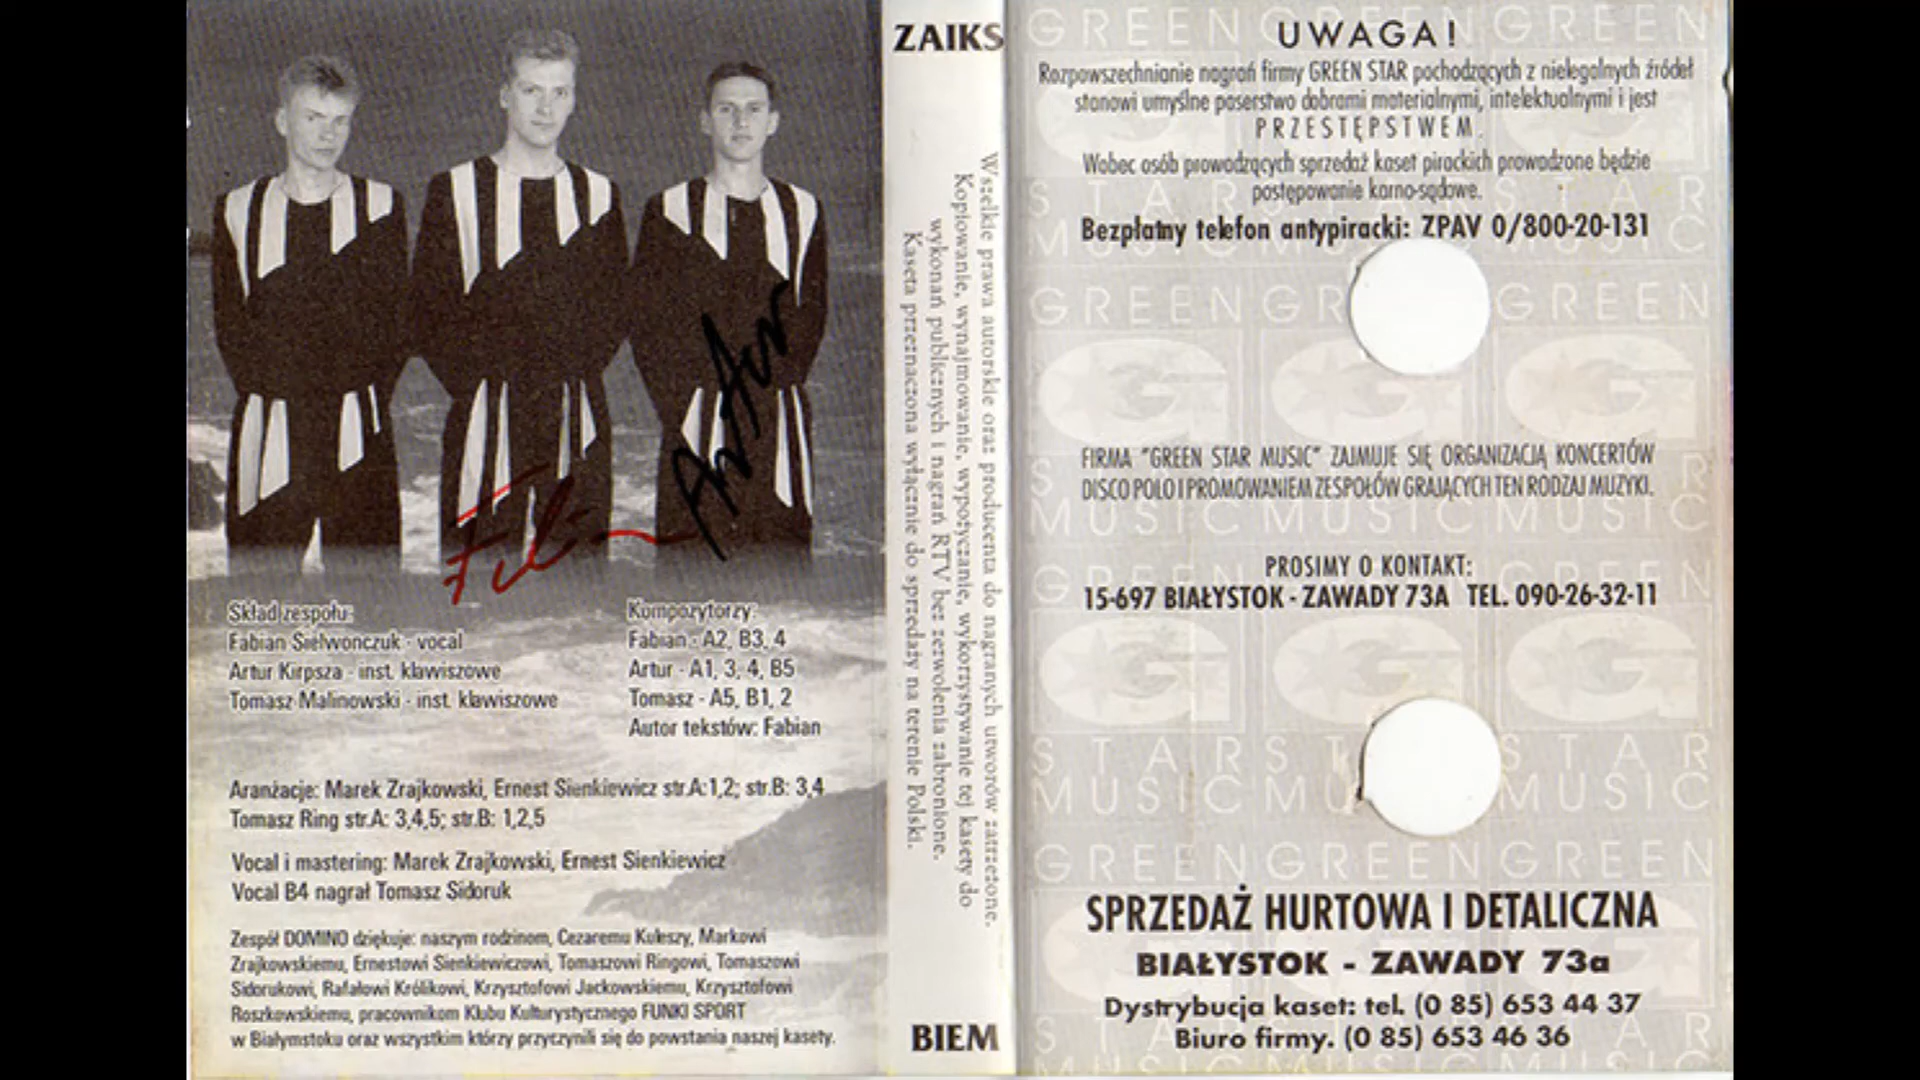 Skład zespołu:
Fabian Sielwonczuk - vocal
Artur Kirpsza - inst. klawiszowe
Tomasz Malinowski - inst. klawiszowe
Kompozytorzy:
Fabian - A2, B3, 4
Artur - A1, 3, 4, B5
Tomasz - A5, B1, 2
Autor tekstów: Fabian
Aranżacje: Marek Zrajkowski, Ernest Sienkiewicz str.A:1,2; str.B: 3,4
Tomasz Ring str.A: 3,4,5; str.B: 1,2,5
Vocal i mastering: Marek Zrajkowski, Ernest Sienkiewicz
Vocal B4 nagrał Tomasz Sidoruk
Zespół DOMINO dziękuje: naszym rodzinom, Cezaremu Kuleszy, Markowi
Zrajkowskiemu, Ernestowi Sienkiewiczowi, Tomaszowi Ringowi, Tomaszowi
Sidorukowi, Rafałowi Królikowi, Krzysztofowi Jackowskiemu, Krzysztofowi
Roszkowskiemu, pracownikom Klubu Kulturystycznego FUNKI SPORT
w Białymstoku oraz wszystkim którzy przyczynili się do powstania naszej kasety.
Artur
ZAIKS
Wszelkie prawa autorskie oraz producenta do nagranych utworów zatrzeżone.
Kopiowanie, wynajmowanie, wypożyczanie, wykorzystywanie tej kasety do
wykonań publicznych i nagrań RTV bez zezwolenia zabronione.
Kaseta przeznaczona wyłącznie do sprzedaży na terenie Polski.
BIEM
UWAGA!
Rozpowszechnianie nagrań firmy GREEN STAR pochodzących z nielegalnych źródeł
stanowi umyślne paserstwo dobrami materialnymi, intelektualnymi i jest
PRZESTĘPSTWEM.
Wobec osób prowadzących sprzedaż kaset pirackich prowadzone będzie
postępowanie karno-sądowe.
Bezpłatny telefon antypiracki: ZPAV 0/800-20-131
FIRMA "GREEN STAR MUSIC" ZAJMUJE SIĘ ORGANIZACJĄ KONCERTÓW
DISCO POLO I PROMOWANIEM ZESPOŁÓW GRAJĄCYCH TEN RODZAJ MUZYKI.
PROSIMY O KONTAKT:
15-697 BIAŁYSTOK - ZAWADY 73A TEL. 090-26-32-11
SPRZEDAŻ HURTOWA I DETALICZNA
BIAŁYSTOK - ZAWADY 73a
Dystrybucja kaset: tel. (0 85) 653 44 37
Biuro firmy. (0 85) 653 46 36
GREEN GREEN GREEN
STAR STAR STAR
MUSIC MUSIC MUSIC